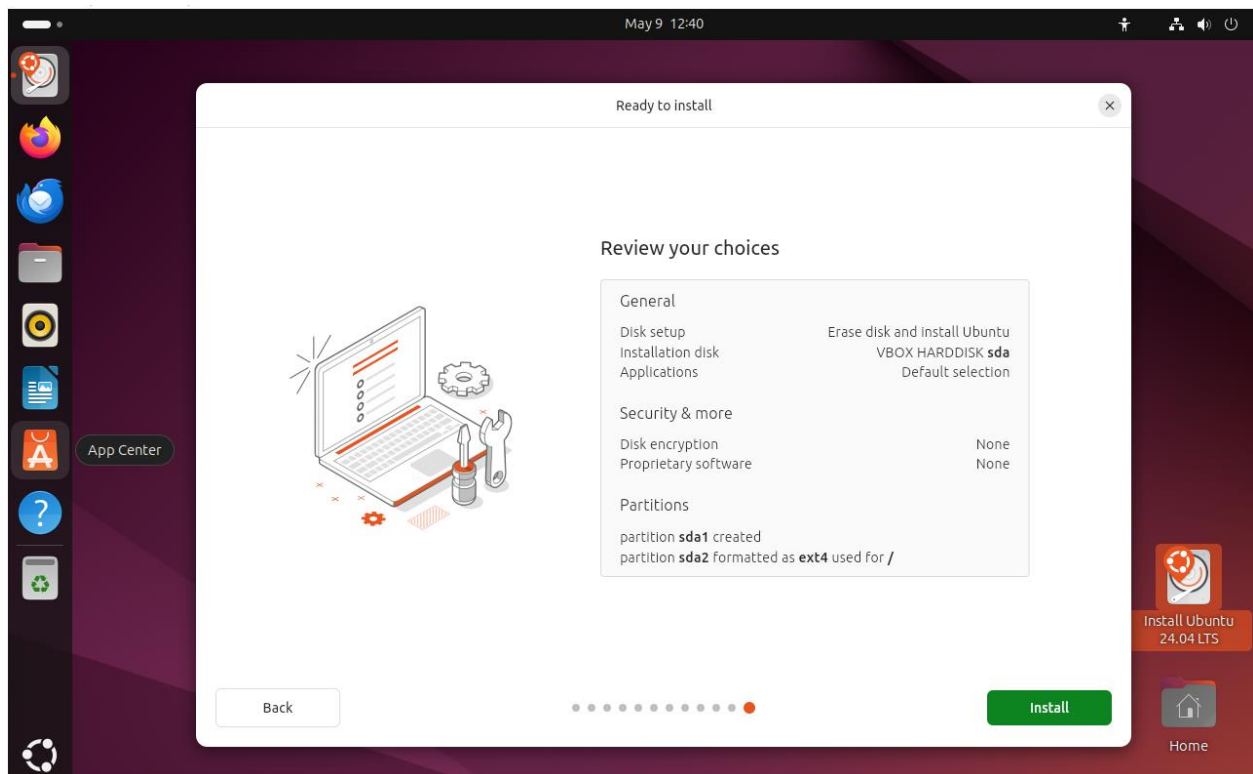 May 9 12:40
Ready to install
Review your choices
General
Disk setup Erase disk and install Ubuntu
Installation disk VBOX HARDDISK sda
Applications Default selection
Security & more
Disk encryption None
Proprietary software None
Partitions
partition sda1 created
partition sda2 formatted as ext4 used for /
App Center
Install Ubuntu
24.04 LTS
Back
Install
Home